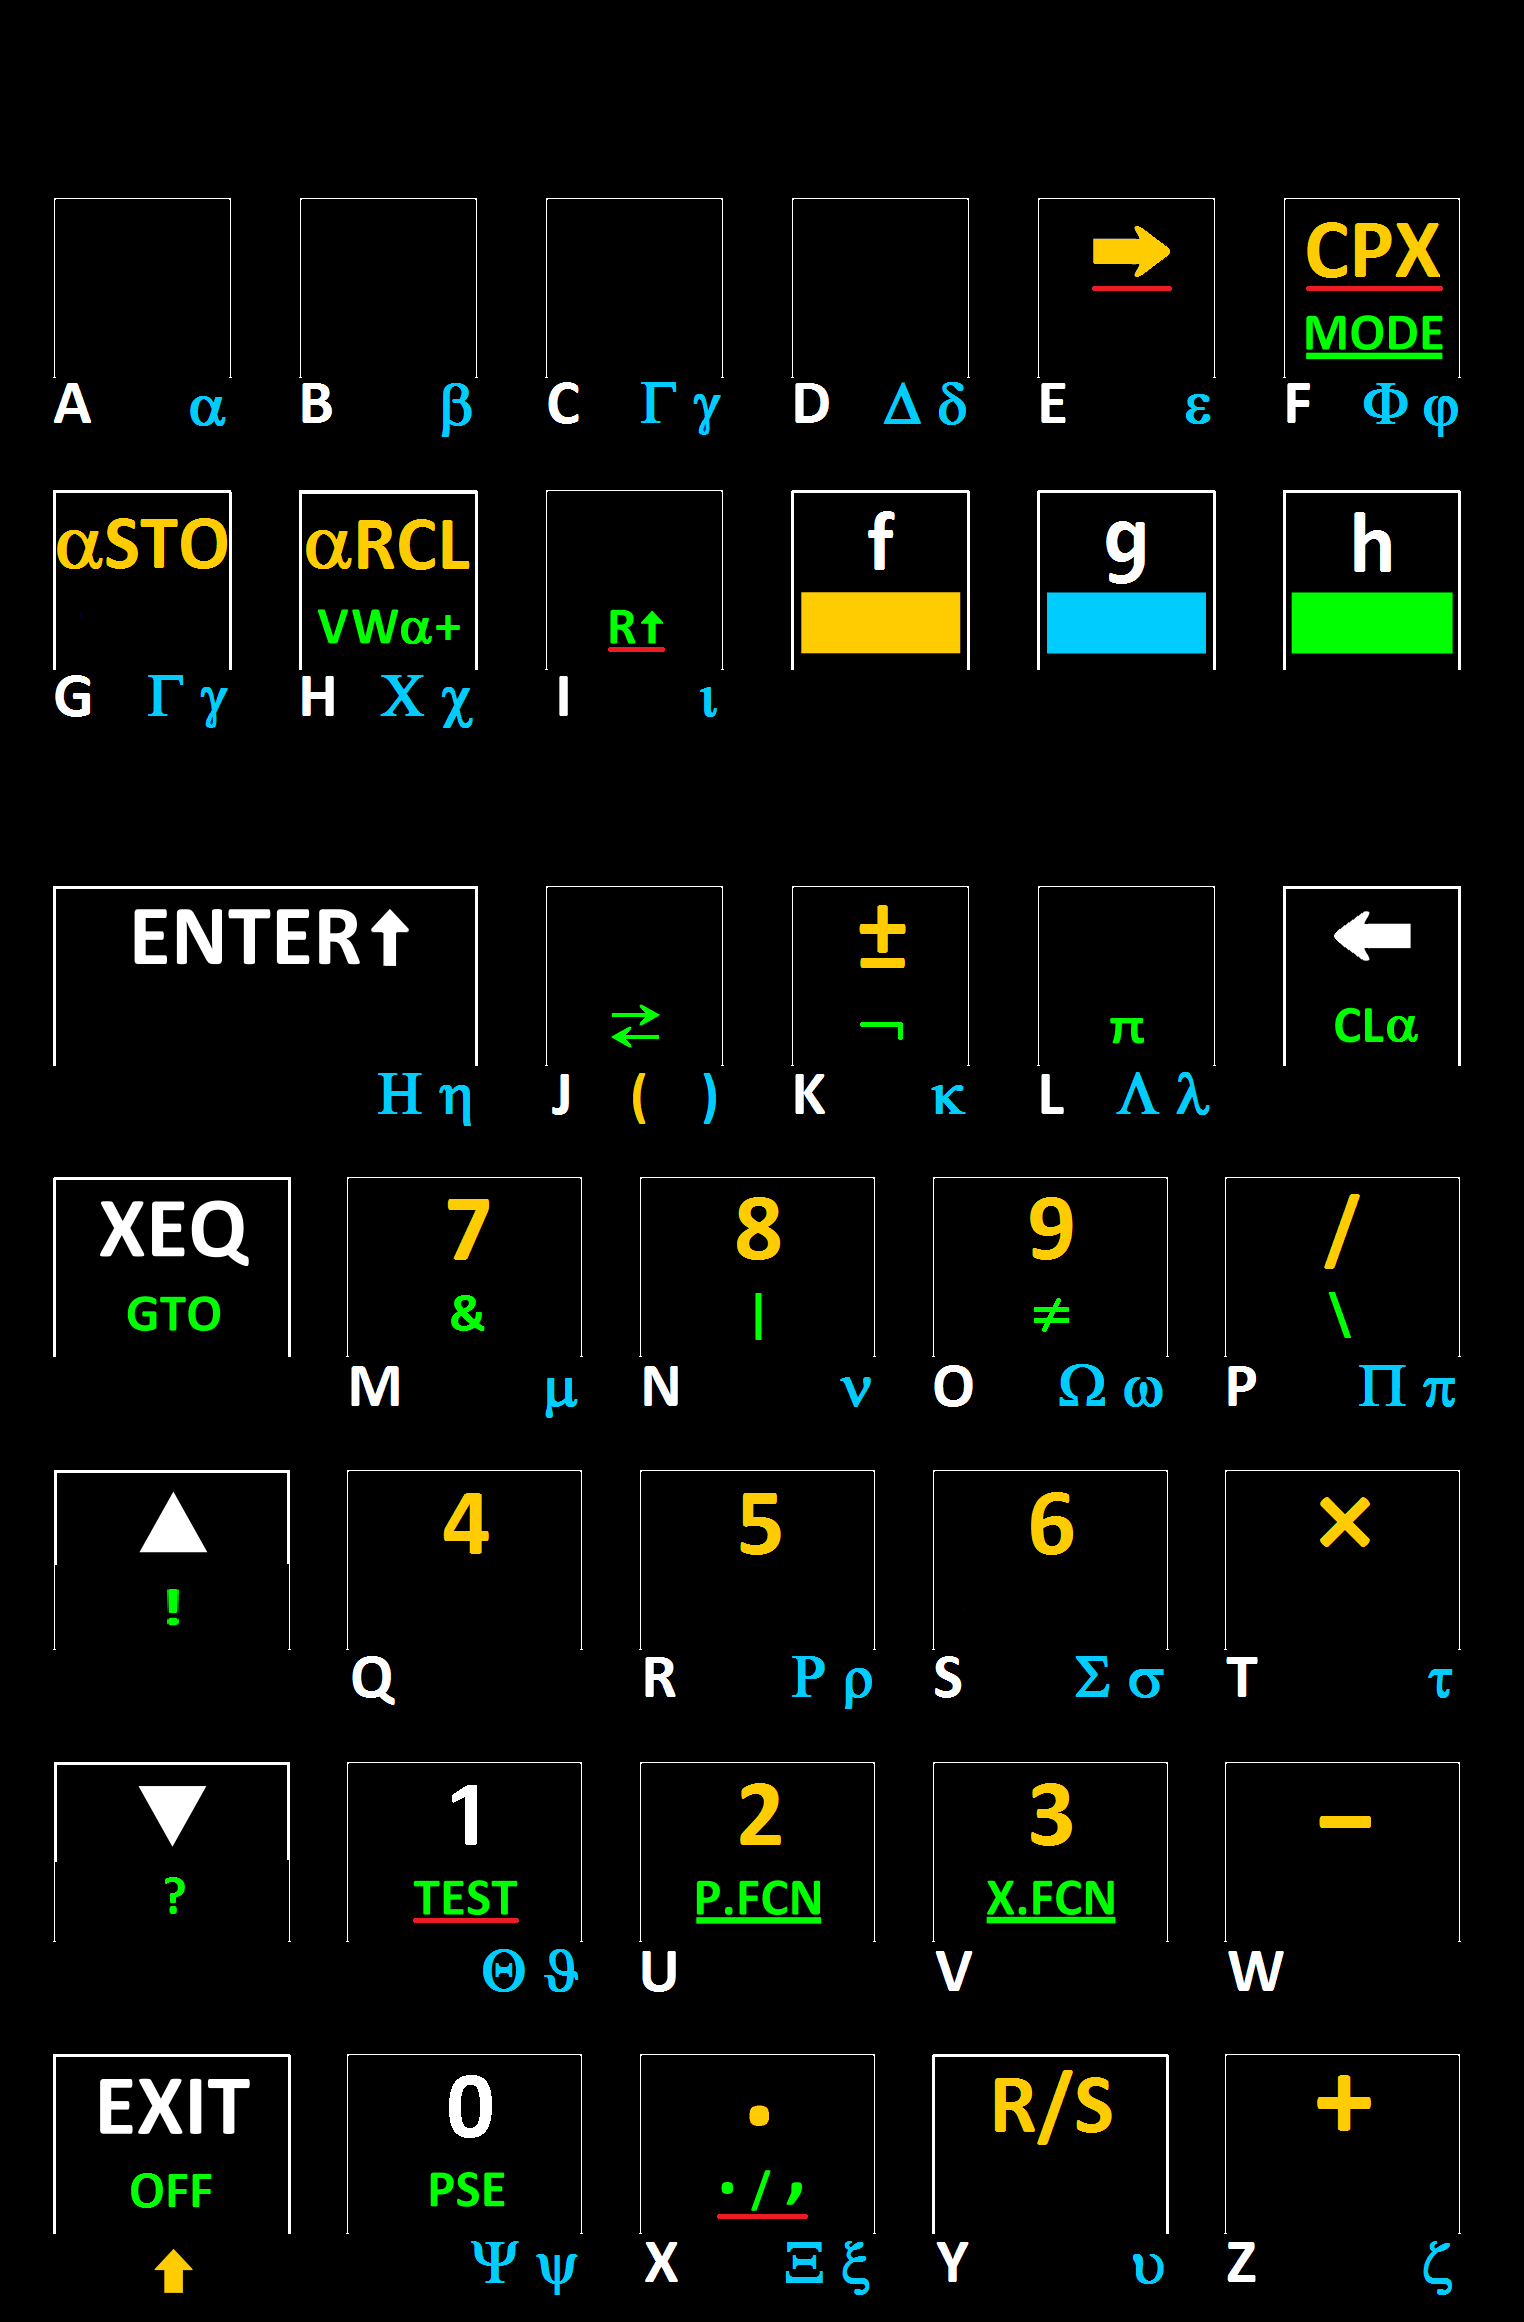 ➡ CPX
MODE
A α B β C Γ γ D Δ δ E ε F Φ φ
αSTO αRCL f g h
VWα+ R↑
G Γ γ H Χ χ I ι
ENTER↑ ± ⬅
⇄ ¬ π CLα
Η η J ( ) K κ L Λ λ
XEQ 7 8 9 /
GTO & | ≠ \
M μ N ν O Ω ω P Π π
▲ 4 5 6 ×
!
Q R Ρ ρ S Σ σ T τ
▼ 1 2 3 −
? TEST P.FCN X.FCN
Θ ϑ U V W
EXIT 0 . R/S +
OFF PSE . / ,
⬆ Ψ ψ X Ξ ξ Y υ Z ζ